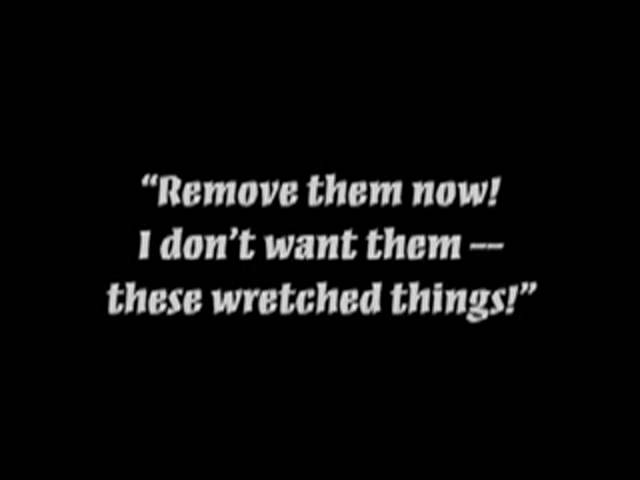 “Remove them now!
I don’t want them --
these wretched things!”